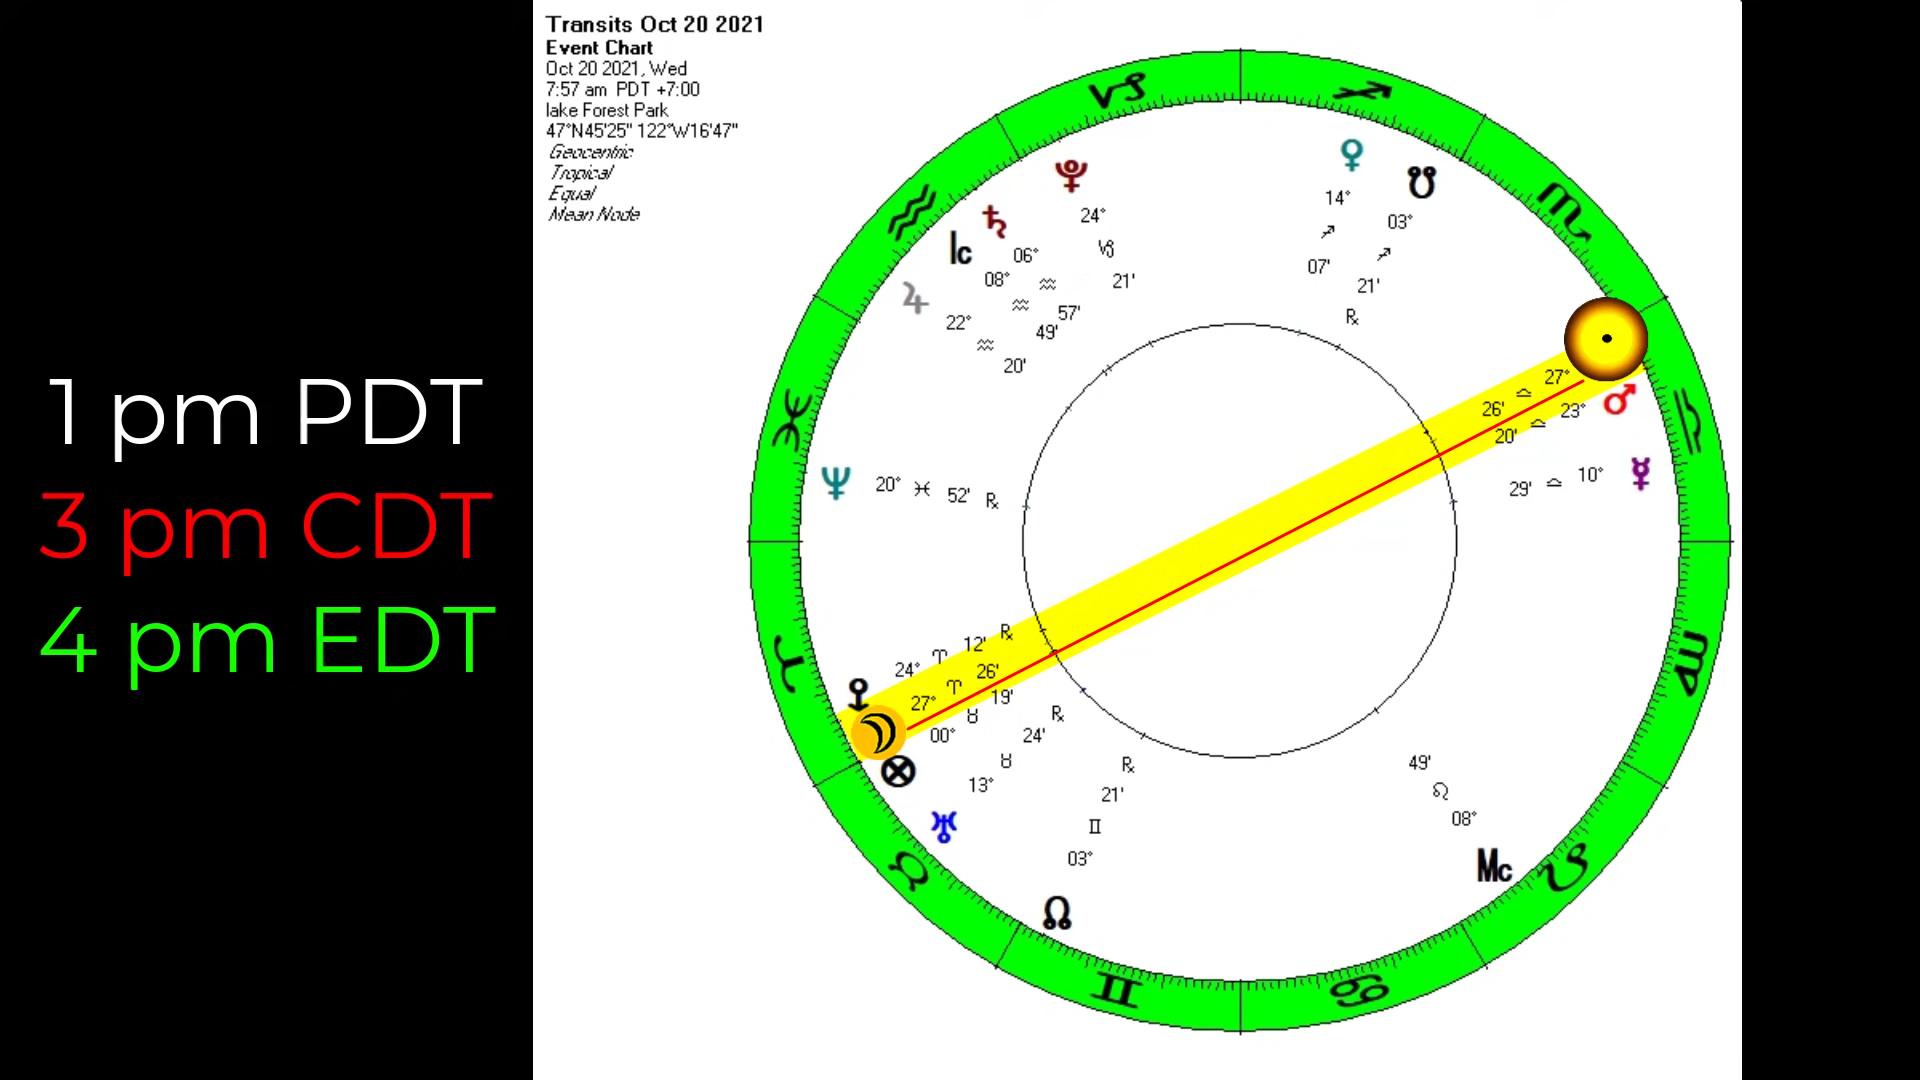 Transits Oct 20 2021
Event Chart
Oct 20 2021, Wed
7:57 am PDT +7:00
lake Forest Park
47°N45'25" 122°W16'47"
Geocentric
Tropical
Equal
Mean Node
1 pm PDT
3 pm CDT
4 pm EDT
♑
♐
♏
♎
♍
♌
♋
♊
♉
♈
♓
♒
♇ 24° ♑ 21'
♄ 06° ♒ 57'
Ic 08° ♒ 49'
♃ 22° ♒ 20'
♀ 14° ♐ 07'
☋ 03° ♐ 21' ℞
27° ♎ 26'
♂ 23° ♎ 20'
☿ 10° ♎ 29'
♆ 20° ♓ 52' ℞
24° ♈ 12' ℞
☽ 27° ♈ 26'
⊗ 00° ♉ 19'
♅ 13° ♉ 24' ℞
☊ 03° ♊ 21' ℞
Mc 08° ♌ 49'